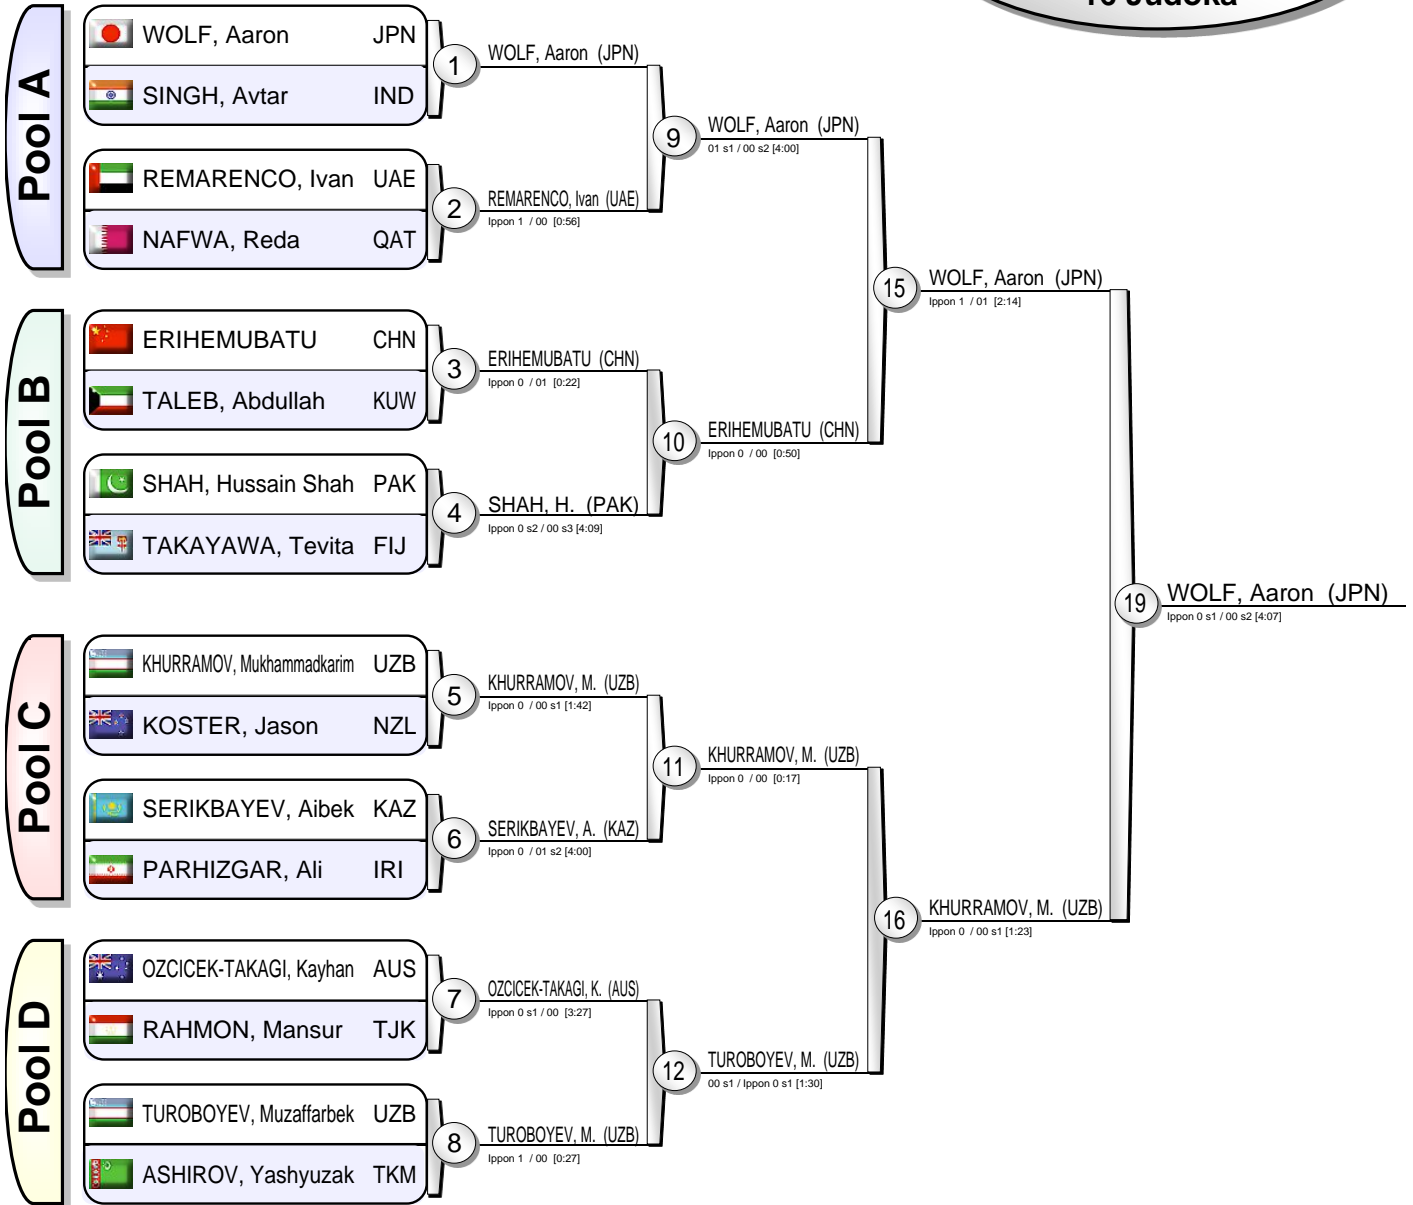 16 Judoka
Pool A
WOLF, Aaron JPN
SINGH, Avtar IND
REMARENCO, Ivan UAE
NAFWA, Reda QAT
Pool B
ERIHEMUBATU CHN
TALEB, Abdullah KUW
SHAH, Hussain Shah PAK
TAKAYAWA, Tevita FIJ
Pool C
KHURRAMOV, Mukhammadkarim UZB
KOSTER, Jason NZL
SERIKBAYEV, Aibek KAZ
PARHIZGAR, Ali IRI
Pool D
OZCICEK-TAKAGI, Kayhan AUS
RAHMON, Mansur TJK
TUROBOYEV, Muzaffarbek UZB
ASHIROV, Yashyuzak TKM
1
WOLF, Aaron (JPN)
2
REMARENCO, Ivan (UAE)
Ippon 1 / 00 [0:56]
3
ERIHEMUBATU (CHN)
Ippon 0 / 01 [0:22]
4
SHAH, H. (PAK)
Ippon 0 s2 / 00 s3 [4:09]
5
KHURRAMOV, M. (UZB)
Ippon 0 / 00 s1 [1:42]
6
SERIKBAYEV, A. (KAZ)
Ippon 0 / 01 s2 [4:00]
7
OZCICEK-TAKAGI, K. (AUS)
Ippon 0 s1 / 00 [3:27]
8
TUROBOYEV, M. (UZB)
Ippon 1 / 00 [0:27]
9
WOLF, Aaron (JPN)
01 s1 / 00 s2 [4:00]
10
ERIHEMUBATU (CHN)
Ippon 0 / 00 [0:50]
11
KHURRAMOV, M. (UZB)
Ippon 0 / 00 [0:17]
12
TUROBOYEV, M. (UZB)
00 s1 / Ippon 0 s1 [1:30]
15
WOLF, Aaron (JPN)
Ippon 1 / 01 [2:14]
16
KHURRAMOV, M. (UZB)
Ippon 0 / 00 s1 [1:23]
19
WOLF, Aaron (JPN)
Ippon 0 s1 / 00 s2 [4:07]